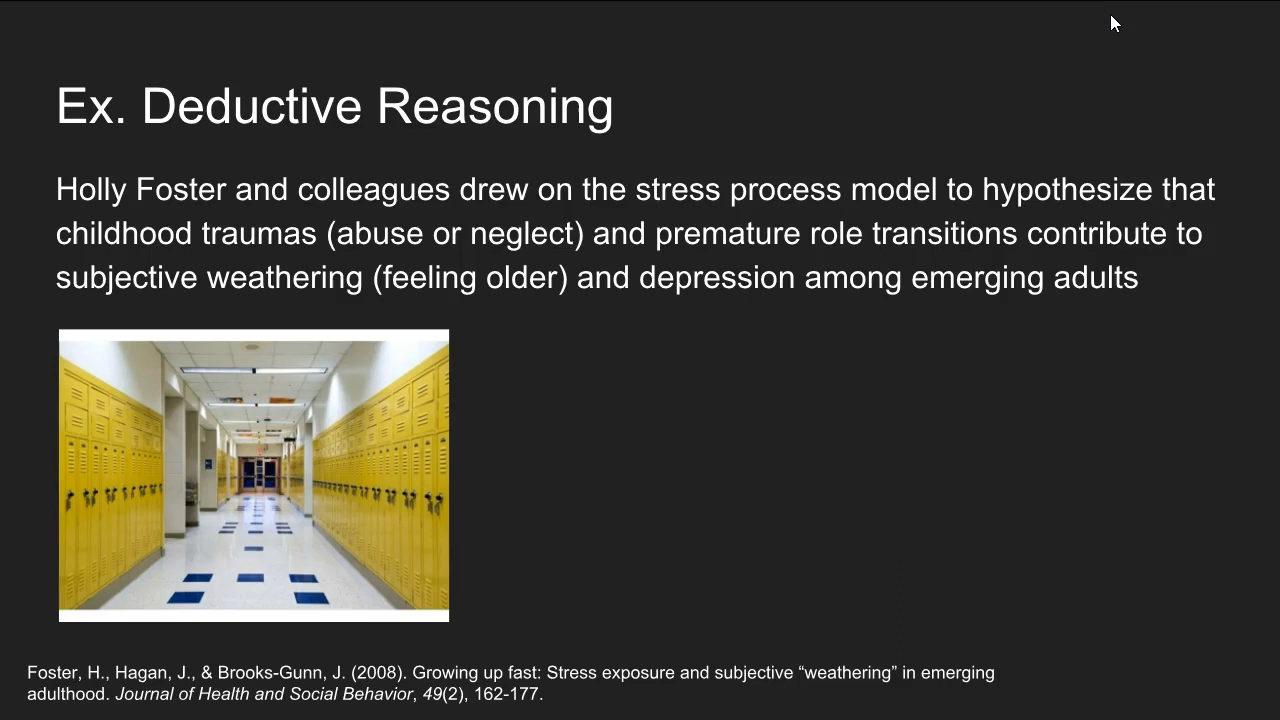 Ex. Deductive Reasoning
Holly Foster and colleagues drew on the stress process model to hypothesize that
childhood traumas (abuse or neglect) and premature role transitions contribute to
subjective weathering (feeling older) and depression among emerging adults
Foster, H., Hagan, J., & Brooks-Gunn, J. (2008). Growing up fast: Stress exposure and subjective “weathering” in emerging
adulthood. Journal of Health and Social Behavior, 49(2), 162-177.